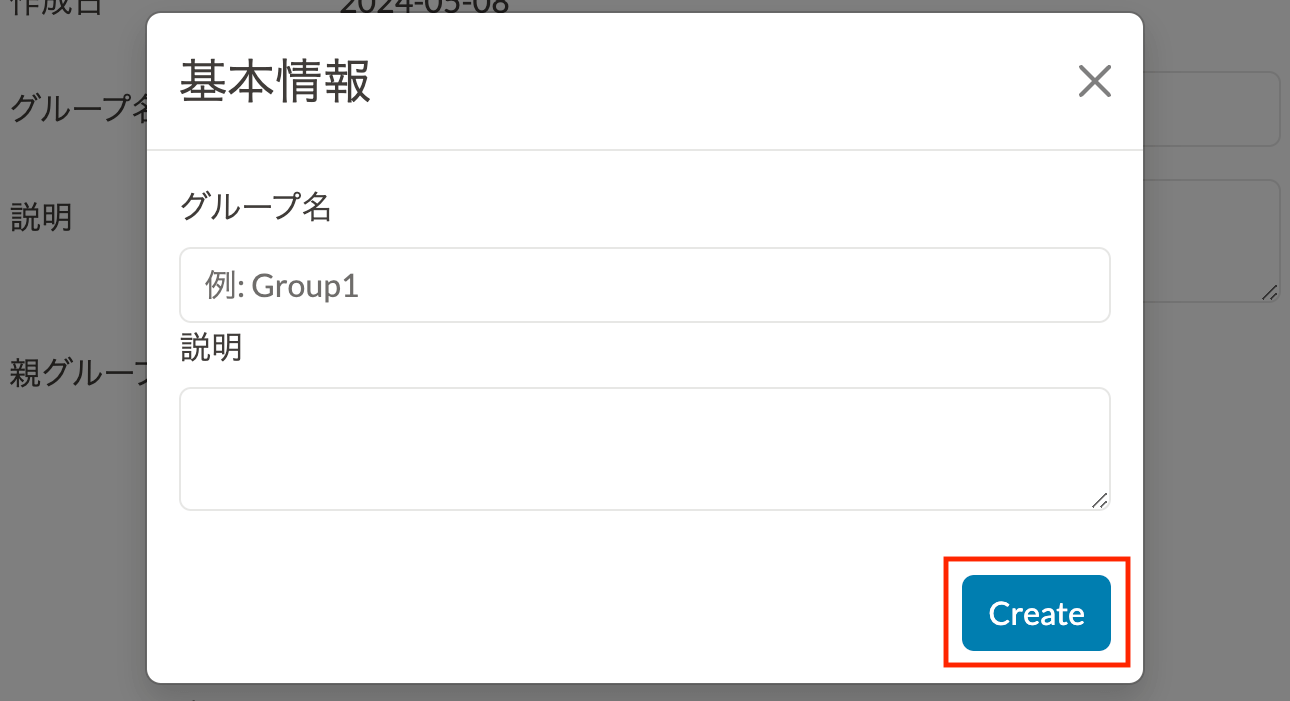 作成日 2024-05-08
基本情報
グループ名
説明
親グループ
グループ名
例: Group1
説明
Create